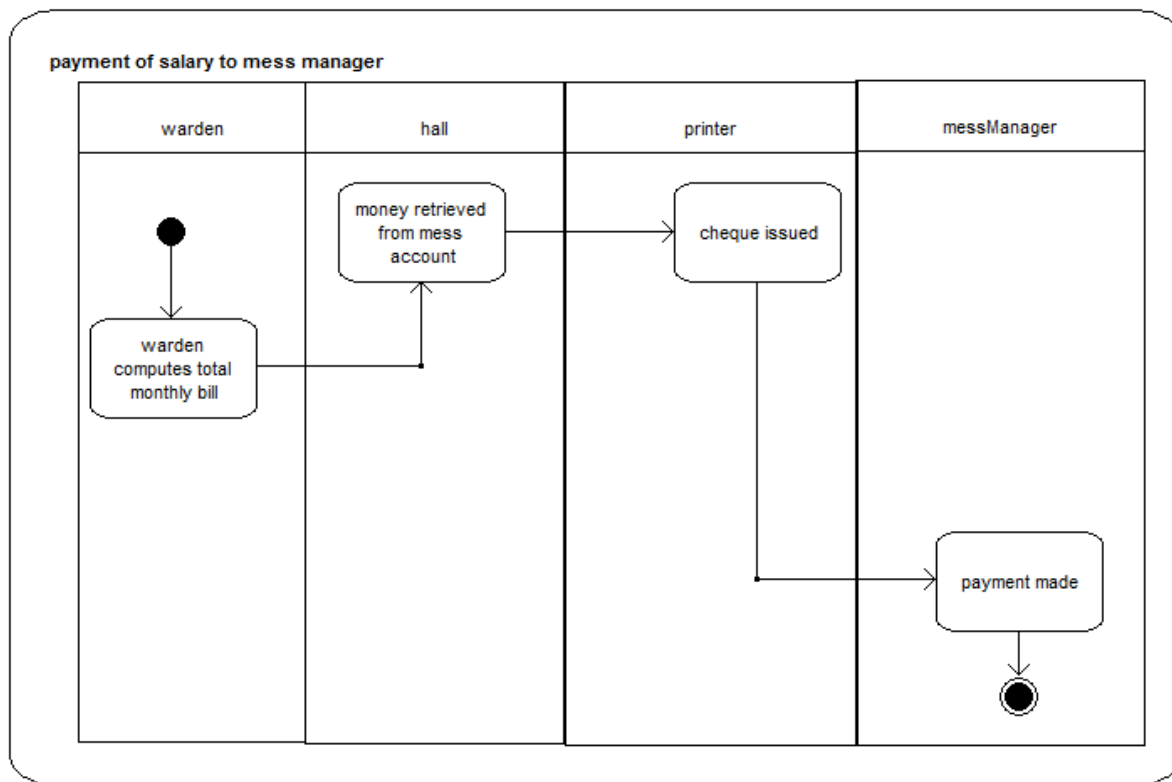 payment of salary to mess manager
warden
hall
printer
messManager
money retrieved
from mess
account
cheque issued
warden
computes total
monthly bill
payment made